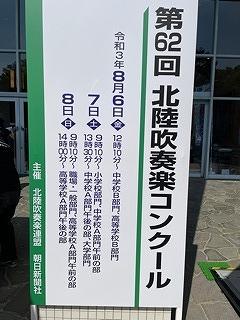 第62回 北陸吹奏楽コンクール
令和3年8月6日㊎ 12時10分~ 中学校B部門、高等学校B部門
7日㊏ 9時10分~ 小学校部門、中学校A部門午前の部
13時30分~ 中学校A部門午後の部、大学部門
8日㊐ 9時10分~ 職場・一般部門、高等学校A部門午前の部
14時00分~ 高等学校A部門午後の部
主催 北陸吹奏楽連盟 朝日新聞社